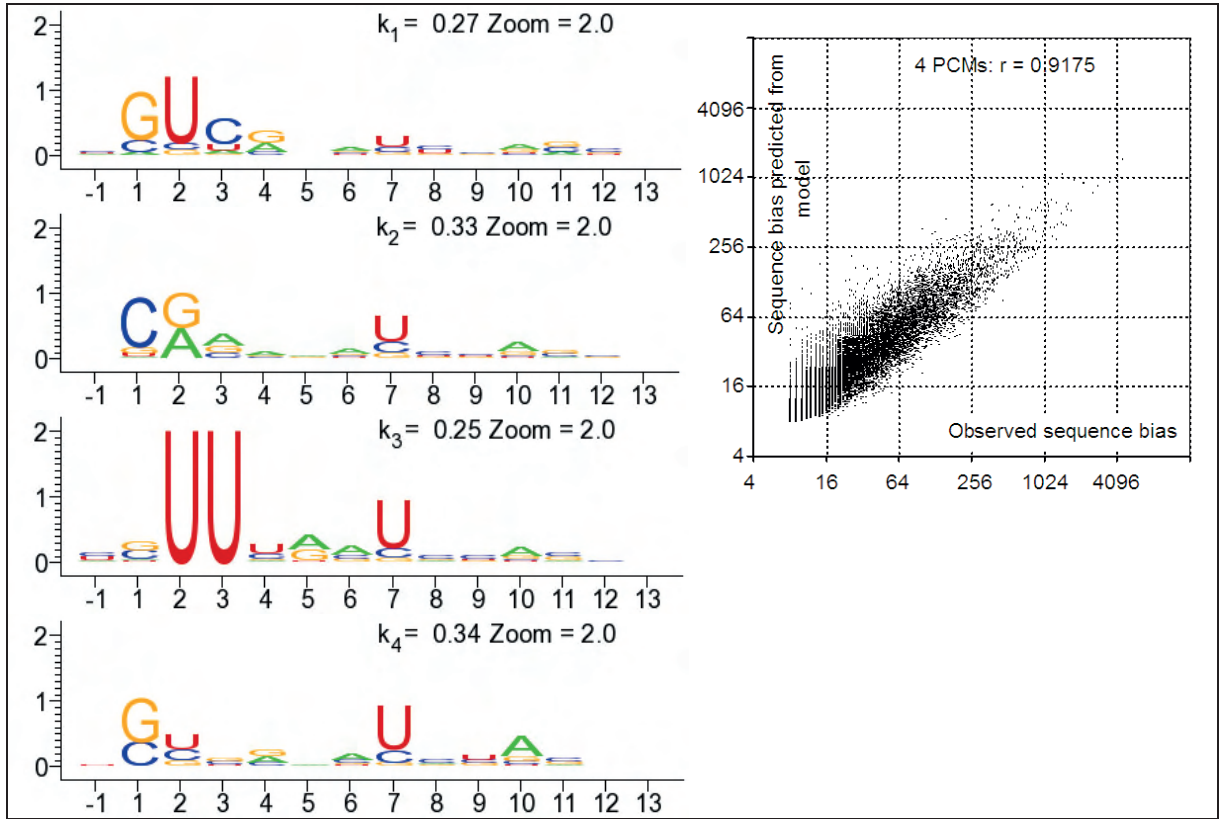 k1= 0.27 Zoom = 2.0
2
1
0
G U C G
-1 1 2 3 4 5 6 7 8 9 10 11 12 13
k2= 0.33 Zoom = 2.0
2
1
0
C G A A U A
-1 1 2 3 4 5 6 7 8 9 10 11 12 13
k3= 0.25 Zoom = 2.0
2
1
0
G C U U U A G A U C A
-1 1 2 3 4 5 6 7 8 9 10 11 12 13
k4= 0.34 Zoom = 2.0
2
1
0
G C U C G A A U C A
-1 1 2 3 4 5 6 7 8 9 10 11 12 13
4 PCMs: r = 0.9175
Sequence bias predicted from
model
4096
1024
256
64
16
4
Observed sequence bias
4 16 64 256 1024 4096